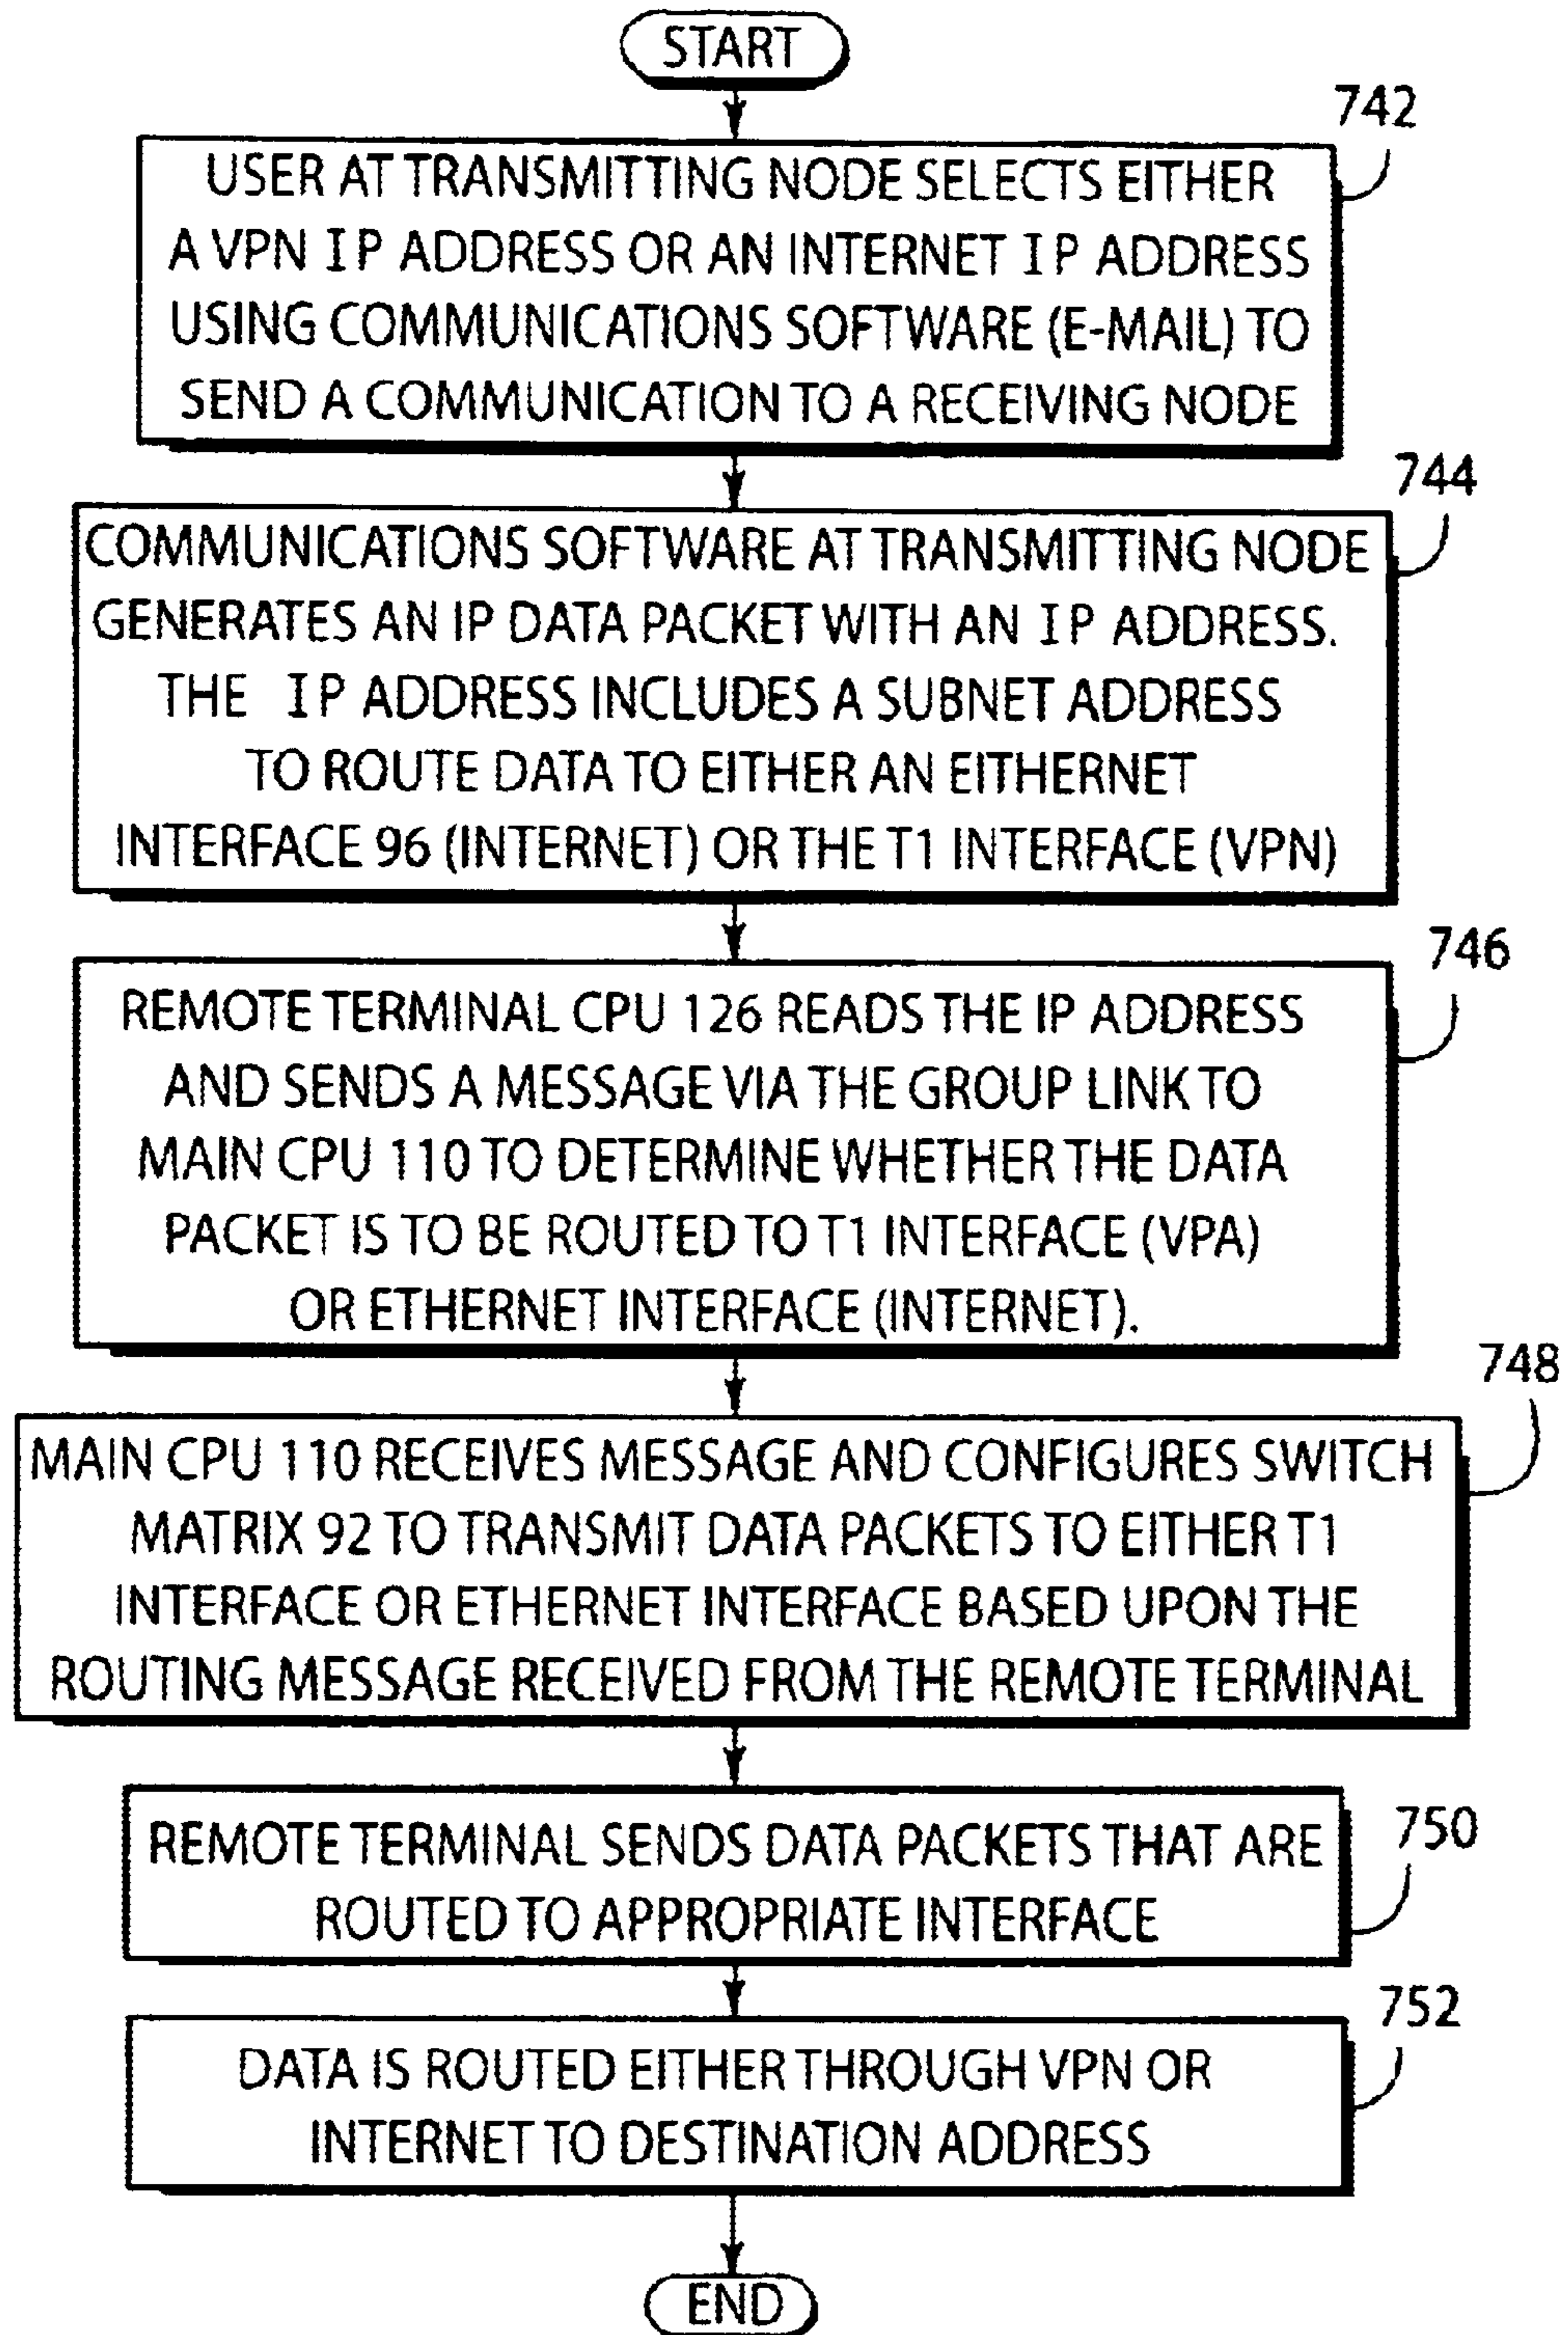 START
742
USER AT TRANSMITTING NODE SELECTS EITHER
A VPN IP ADDRESS OR AN INTERNET IP ADDRESS
USING COMMUNICATIONS SOFTWARE (E-MAIL) TO
SEND A COMMUNICATION TO A RECEIVING NODE
744
COMMUNICATIONS SOFTWARE AT TRANSMITTING NODE
GENERATES AN IP DATA PACKET WITH AN IP ADDRESS.
THE IP ADDRESS INCLUDES A SUBNET ADDRESS
TO ROUTE DATA TO EITHER AN EITHERNET
INTERFACE 96 (INTERNET) OR THE T1 INTERFACE (VPN)
746
REMOTE TERMINAL CPU 126 READS THE IP ADDRESS
AND SENDS A MESSAGE VIA THE GROUP LINK TO
MAIN CPU 110 TO DETERMINE WHETHER THE DATA
PACKET IS TO BE ROUTED TO T1 INTERFACE (VPA)
OR ETHERNET INTERFACE (INTERNET).
748
MAIN CPU 110 RECEIVES MESSAGE AND CONFIGURES SWITCH
MATRIX 92 TO TRANSMIT DATA PACKETS TO EITHER T1
INTERFACE OR ETHERNET INTERFACE BASED UPON THE
ROUTING MESSAGE RECEIVED FROM THE REMOTE TERMINAL
750
REMOTE TERMINAL SENDS DATA PACKETS THAT ARE
ROUTED TO APPROPRIATE INTERFACE
752
DATA IS ROUTED EITHER THROUGH VPN OR
INTERNET TO DESTINATION ADDRESS
END